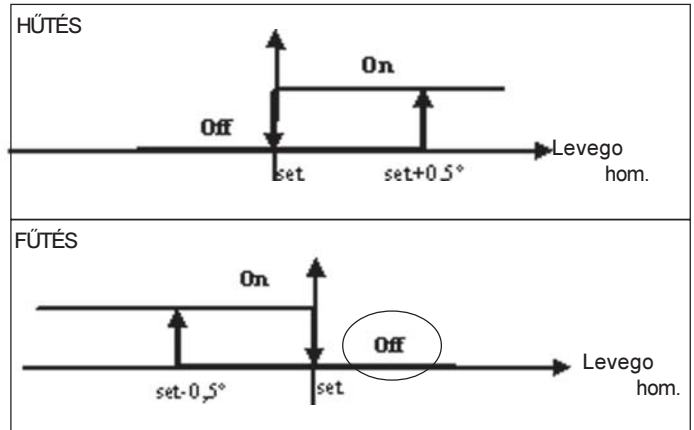 HŰTÉS
On
Off
Levego
hom.
set
set+0.5°
FŰTÉS
On
Off
Levego
hom.
set-0,5°
set